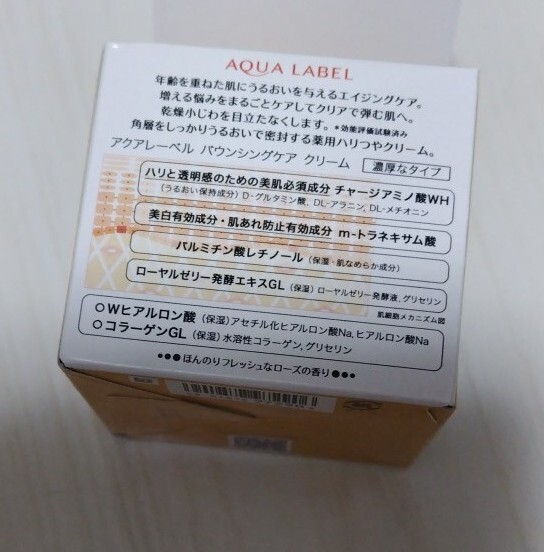 AQUA LABEL
年齢を重ねた肌にうるおいを与えるエイジングケア。
増える悩みをまるごとケアしてクリアで弾む肌へ。
乾燥小じわを目立たなくします。*効能評価試験済み
角層をしっかりうるおいで密封する薬用ハリつやクリーム。
アクアレーベル バウンシングケア クリーム 濃厚なタイプ
ハリと透明感のための美肌必須成分 チャージアミノ酸WH
(うるおい保持成分) D-グルタミン酸、DL-アラニン、DL-メチオニン
美白有効成分・肌あれ防止有効成分 m-トラネキサム酸
パルミチン酸レチノール (保湿・肌なめらか成分)
ローヤルゼリー発酵エキスGL (保湿) ローヤルゼリー発酵液、グリセリン
肌細胞メカニズム図
○Wヒアルロン酸 (保湿) アセチル化ヒアルロン酸Na、ヒアルロン酸Na
○コラーゲンGL (保湿) 水溶性コラーゲン、グリセリン
•●●ほんのりフレッシュなローズの香り●●•